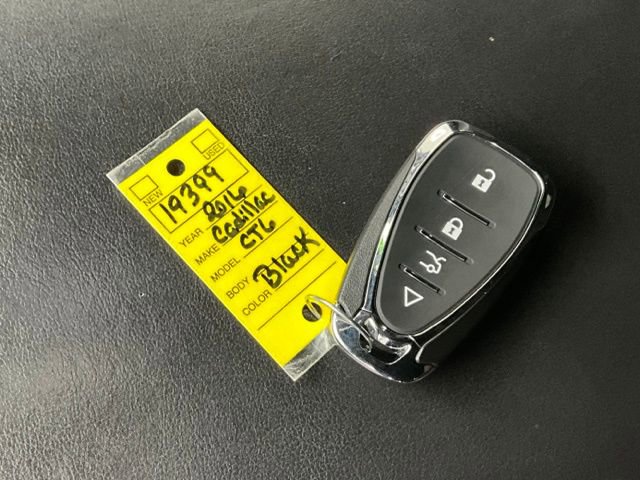 NEW USED
19399
YEAR 2016
MAKE Cadillac
MODEL CT6
BODY
COLOR Black